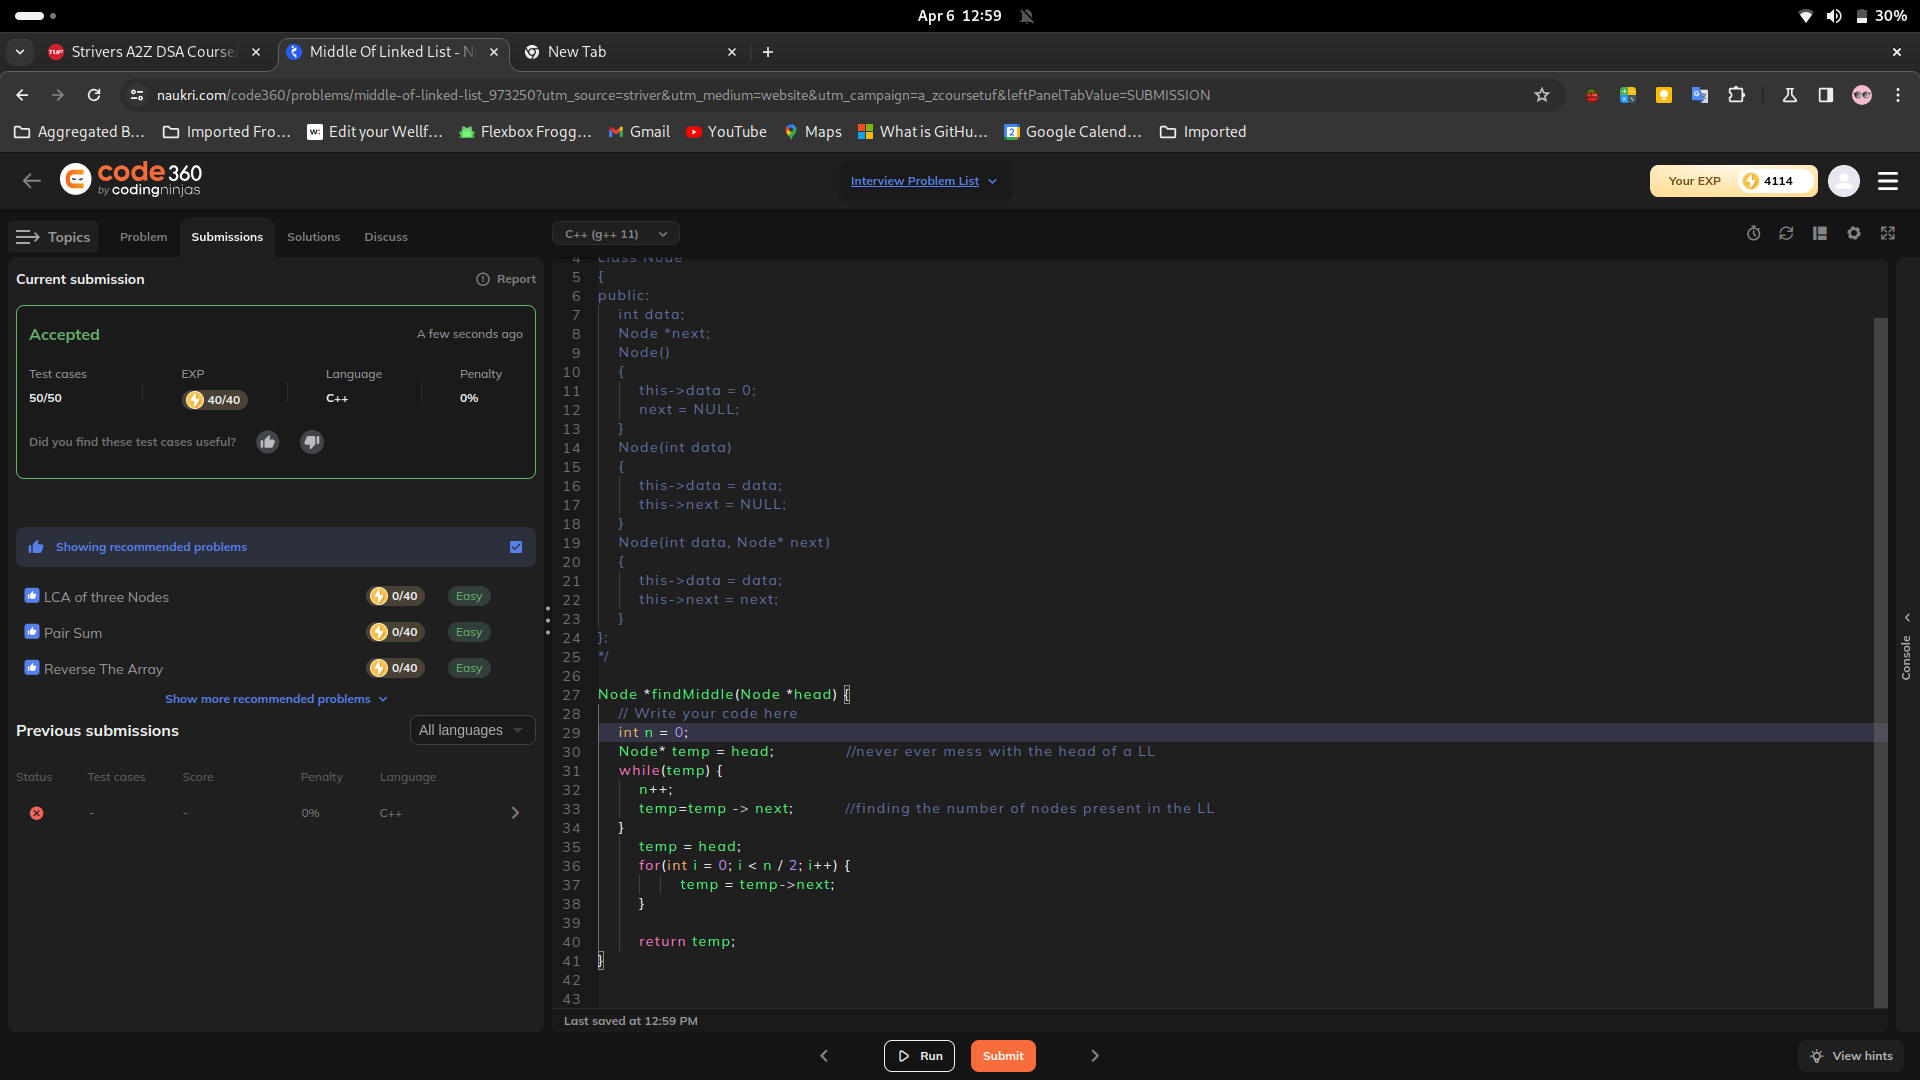 Apr 6 12:59
30%
Strivers A2Z DSA Course
Middle Of Linked List - N
New Tab
naukri.com/code360/problems/middle-of-linked-list_973250?utm_source=striver&utm_medium=website&utm_campaign=a_zcoursetuf&leftPanelTabValue=SUBMISSION
Aggregated B...
Imported Fro...
Edit your Wellf...
Flexbox Frogg...
Gmail
YouTube
Maps
What is GitHu...
Google Calend...
Imported
code 360
by codingninjas
Interview Problem List
Your EXP 4114
Topics
Problem
Submissions
Solutions
Discuss
C++ (g++ 11)
Current submission
Report
Accepted
A few seconds ago
Test cases EXP Language Penalty
50/50 40/40 C++ 0%
Did you find these test cases useful?
Showing recommended problems
LCA of three Nodes 0/40 Easy
Pair Sum 0/40 Easy
Reverse The Array 0/40 Easy
Show more recommended problems
Previous submissions
All languages
Status Test cases Score Penalty Language
- - 0% C++
4 class Node
5 {
6 public:
7 int data;
8 Node *next;
9 Node()
10 {
11 this->data = 0;
12 next = NULL;
13 }
14 Node(int data)
15 {
16 this->data = data;
17 this->next = NULL;
18 }
19 Node(int data, Node* next)
20 {
21 this->data = data;
22 this->next = next;
23 }
24 };
25 */
26
27 Node *findMiddle(Node *head) {
28 // Write your code here
29 int n = 0;
30 Node* temp = head; //never ever mess with the head of a LL
31 while(temp) {
32 n++;
33 temp=temp -> next; //finding the number of nodes present in the LL
34 }
35 temp = head;
36 for(int i = 0; i < n / 2; i++) {
37 temp = temp->next;
38 }
39
40 return temp;
41 }
42
43
Console
Last saved at 12:59 PM
Run
Submit
View hints